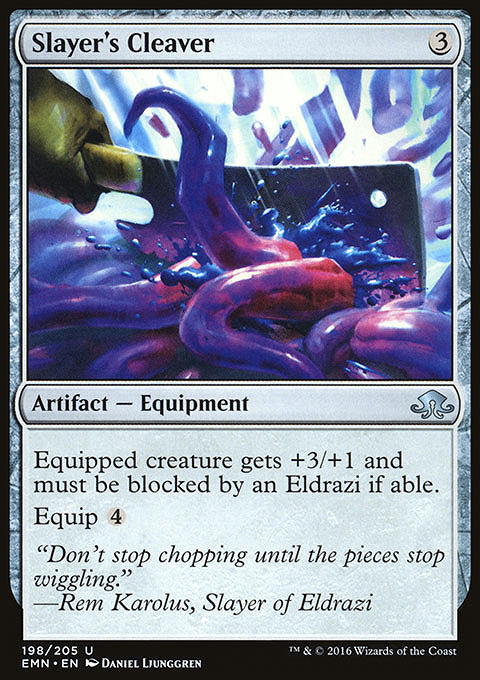 Slayer's Cleaver 3
Artifact — Equipment
Equipped creature gets +3/+1 and
must be blocked by an Eldrazi if able.
Equip 4
“Don't stop chopping until the pieces stop
wiggling.”
—Rem Karolus, Slayer of Eldrazi
198/205 U
EMN • EN Daniel Ljunggren
™ & © 2016 Wizards of the Coast